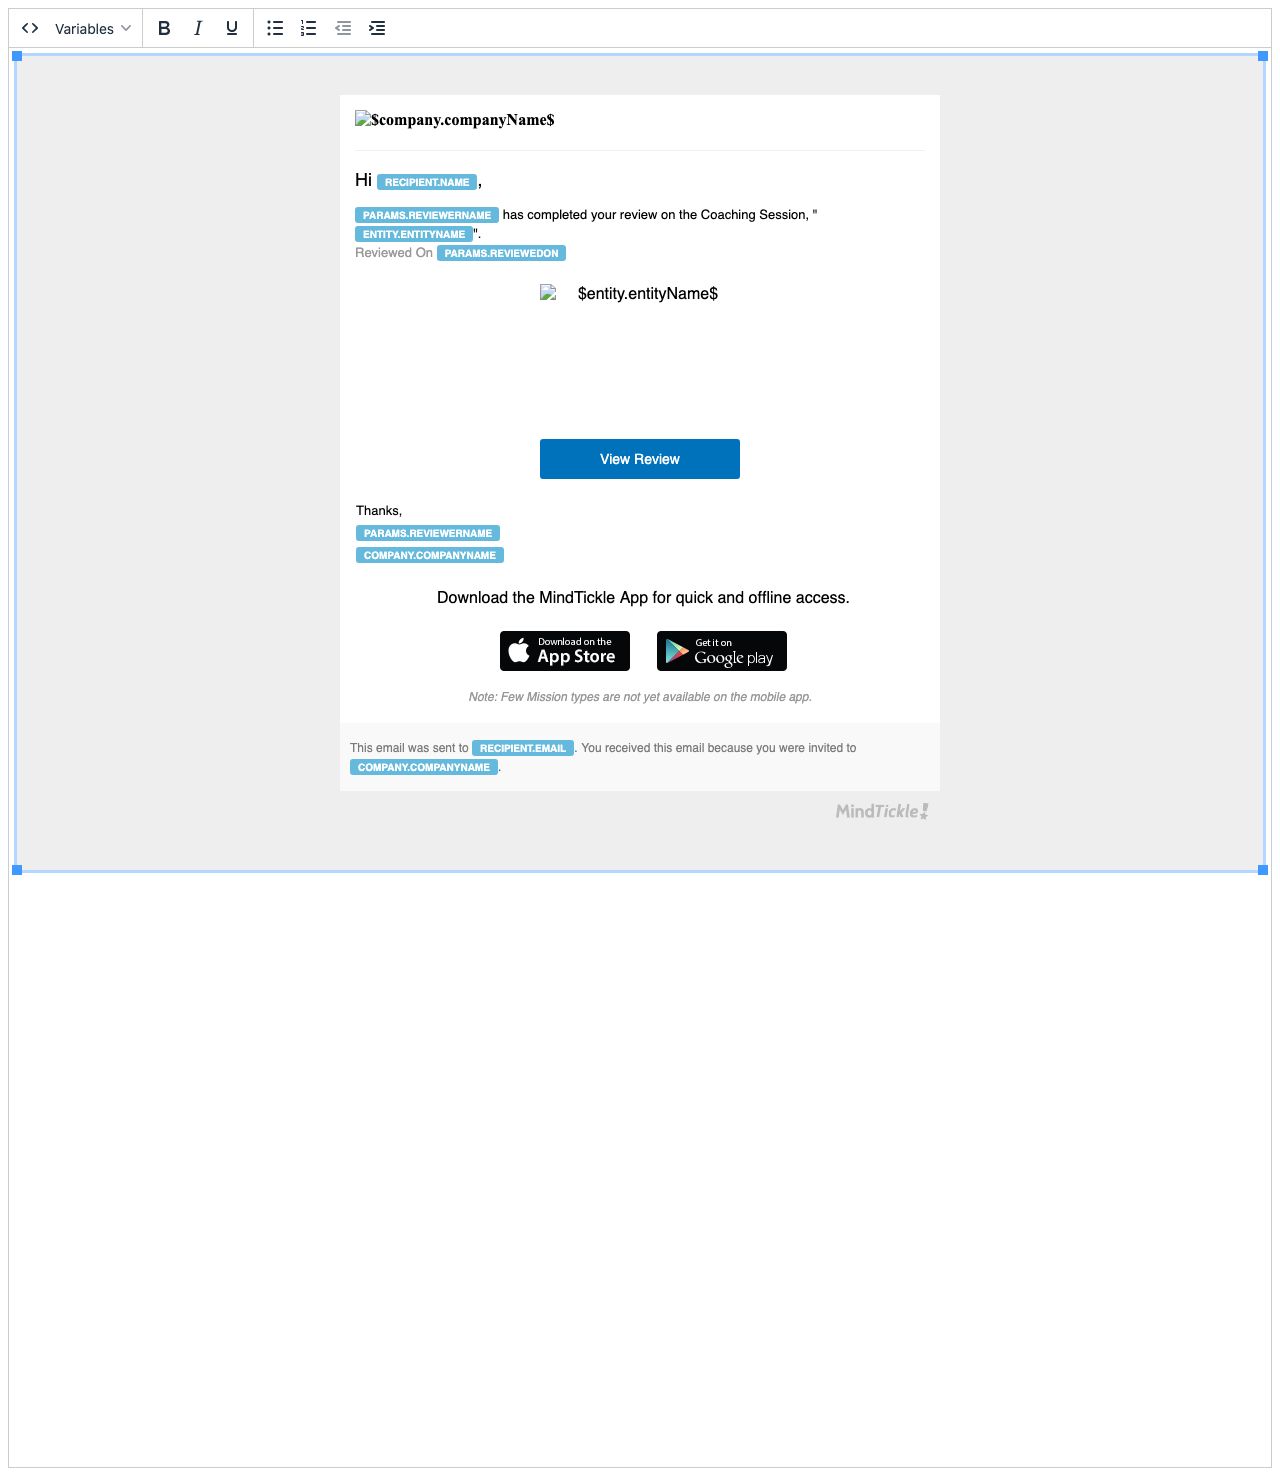 Variables
$company.companyName$
Hi RECIPIENT.NAME,
PARAMS.REVIEWERNAME has completed your review on the Coaching Session, "
ENTITY.ENTITYNAME".
Reviewed On PARAMS.REVIEWEDON
$entity.entityName$
View Review
Thanks,
PARAMS.REVIEWERNAME
COMPANY.COMPANYNAME
Download the MindTickle App for quick and offline access.
Download on the
App Store
Get it on
Google play
Note: Few Mission types are not yet available on the mobile app.
This email was sent to RECIPIENT.EMAIL. You received this email because you were invited to
COMPANY.COMPANYNAME.
MindTickle!